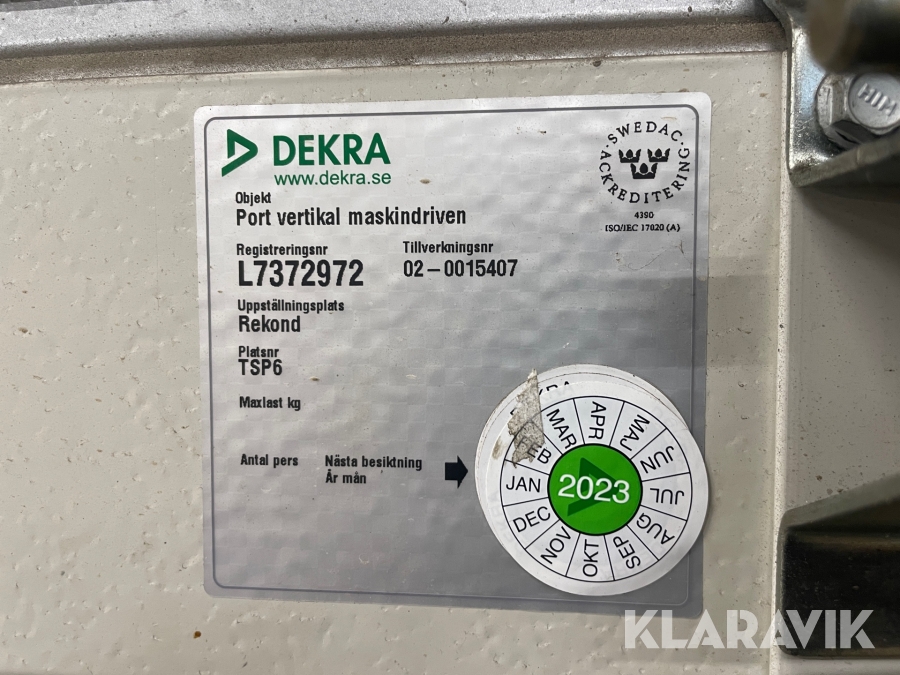 DEKRA
www.dekra.se
SWEDAC
ACKREDITERING
4390
ISO/IEC 17020 (A)
Objekt
Port vertikal maskindriven
Registreringsnr
L7372972
Tillverkningsnr
02-0015407
Uppställningsplats
Rekond
Platsnr
TSP6
Maxlast kg
Antal pers
Nästa besiktning
År mån
JAN
MAR
APR
MAJ
JUN
JUL
AUG
SEP
OKT
NOV
DEC
2023
KLARAVIK